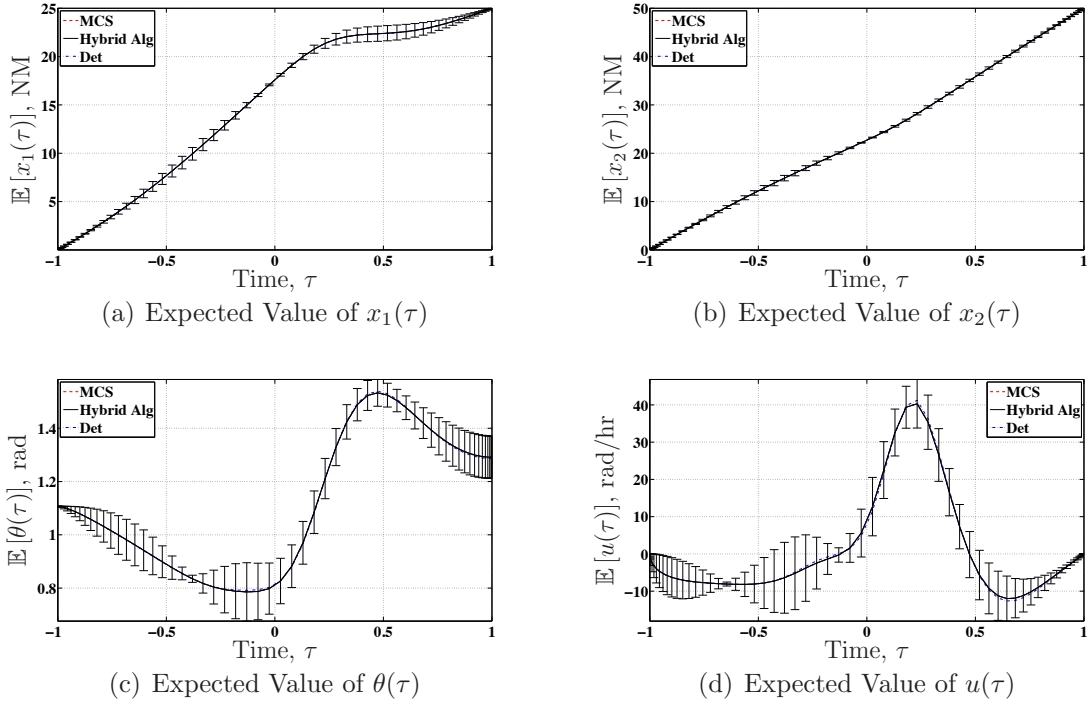 25
20
15
10
5
-1
-0.5
0
0.5
1
MCS
Hybrid Alg
Det
𝔼 [x₁(τ)], NM
Time, τ
(a) Expected Value of x₁(τ)
50
40
30
20
10
0
-1
-0.5
0
0.5
1
MCS
Hybrid Alg
Det
𝔼 [x₂(τ)], NM
Time, τ
(b) Expected Value of x₂(τ)
1.4
1.2
1
0.8
-1
-0.5
0
0.5
1
MCS
Hybrid Alg
Det
𝔼 [θ(τ)], rad
Time, τ
(c) Expected Value of θ(τ)
40
30
20
10
0
-10
-1
-0.5
0
0.5
1
MCS
Hybrid Alg
Det
𝔼 [u(τ)], rad/hr
Time, τ
(d) Expected Value of u(τ)